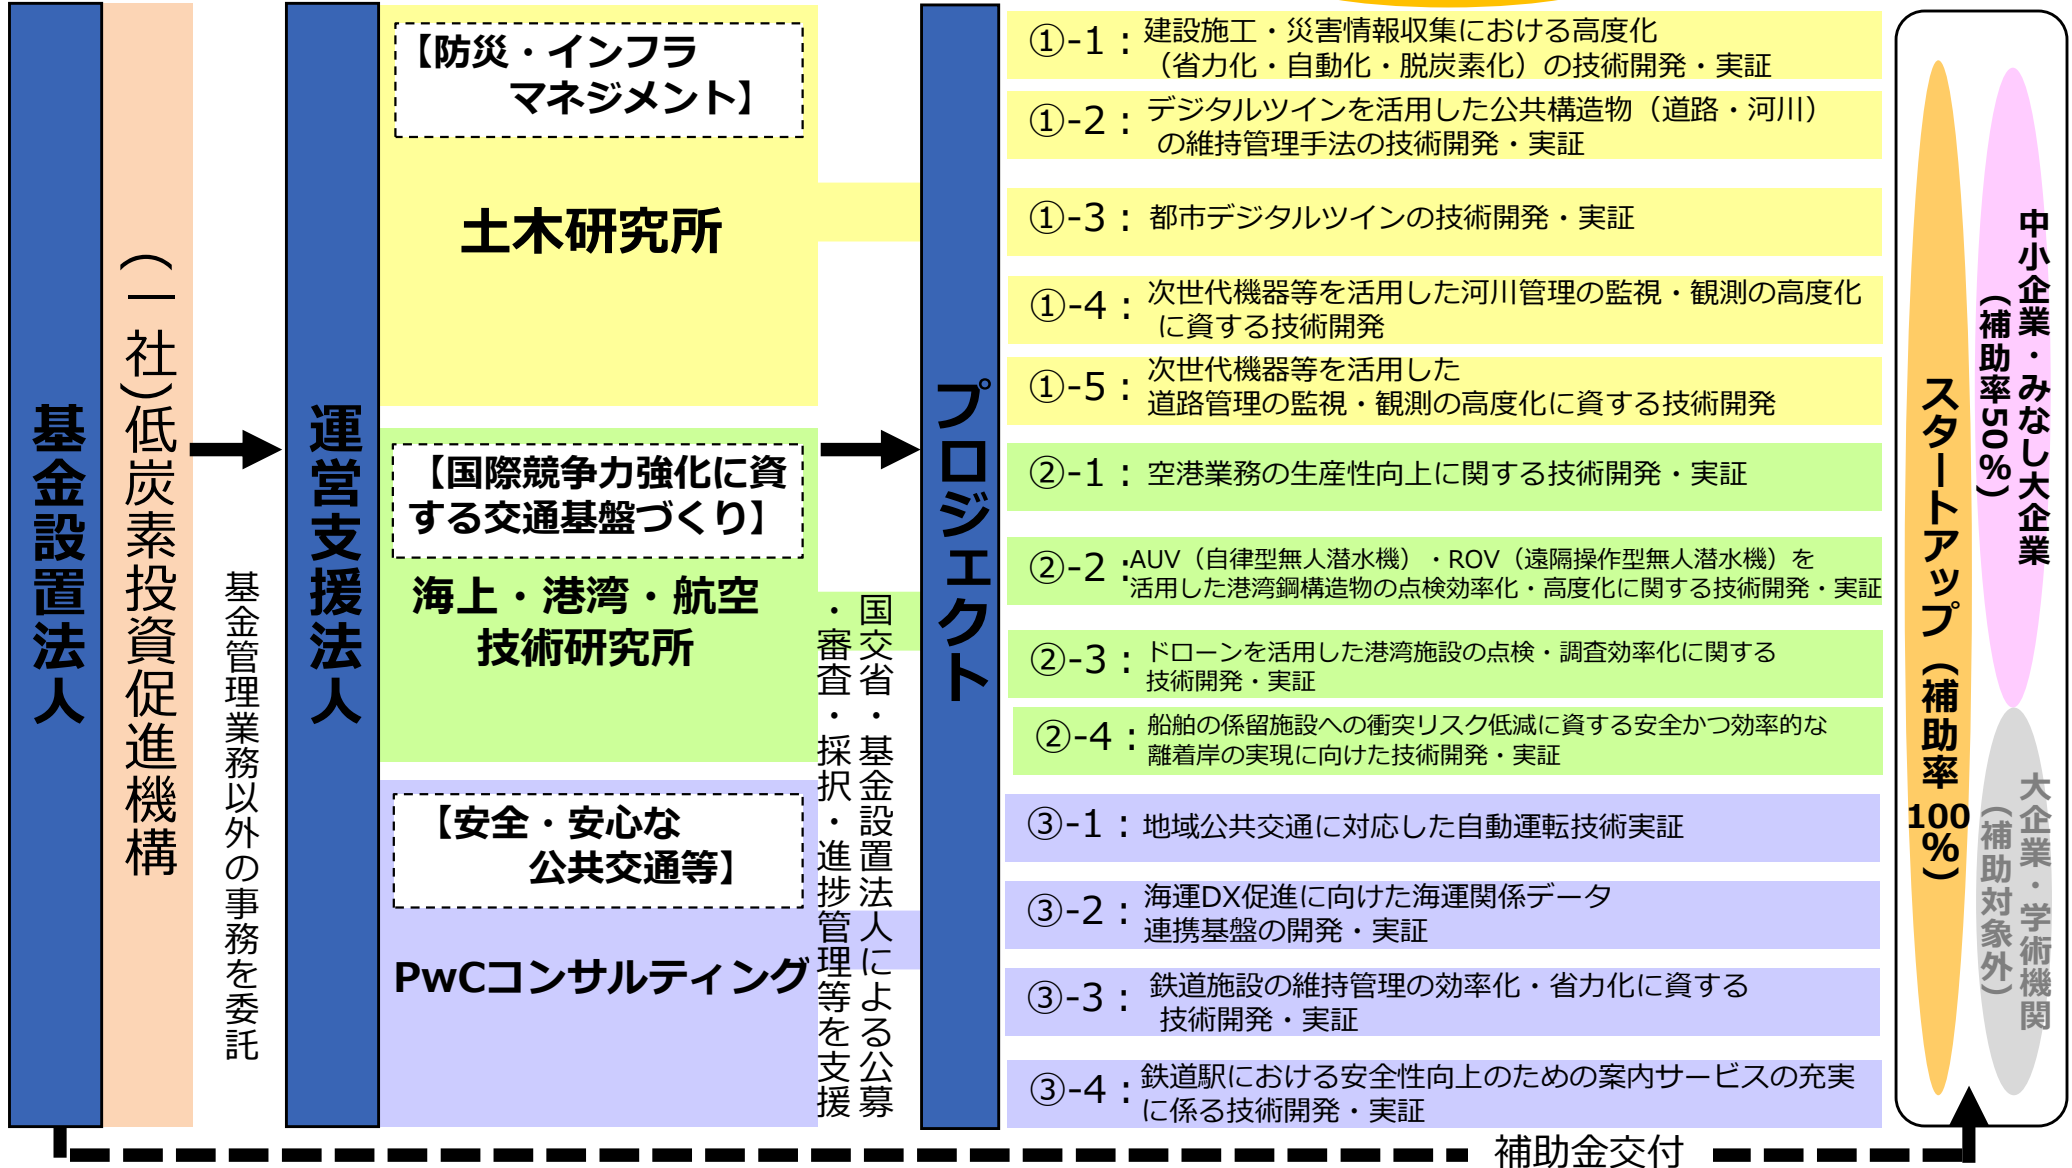 基金設置法人
(一社)低炭素投資促進機構
基金管理業務以外の事務を委託
運営支援法人
【防災・インフラ
マネジメント】
土木研究所
【国際競争力強化に資
する交通基盤づくり】
海上・港湾・航空
技術研究所
【安全・安心な
公共交通等】
PwCコンサルティング
国交省・基金設置法人による公募
・審査・採択・進捗管理等を支援
プロジェクト
①-1：建設施工・災害情報収集における高度化
（省力化・自動化・脱炭素化）の技術開発・実証
①-2：デジタルツインを活用した公共構造物（道路・河川）
の維持管理手法の技術開発・実証
①-3：都市デジタルツインの技術開発・実証
①-4：次世代機器等を活用した河川管理の監視・観測の高度化
に資する技術開発
①-5：次世代機器等を活用した
道路管理の監視・観測の高度化に資する技術開発
②-1：空港業務の生産性向上に関する技術開発・実証
②-2：AUV（自律型無人潜水機）・ROV（遠隔操作型無人潜水機）を
活用した港湾鋼構造物の点検効率化・高度化に関する技術開発・実証
②-3：ドローンを活用した港湾施設の点検・調査効率化に関する
技術開発・実証
②-4：船舶の係留施設への衝突リスク低減に資する安全かつ効率的な
離着岸の実現に向けた技術開発・実証
③-1：地域公共交通に対応した自動運転技術実証
③-2：海運DX促進に向けた海運関係データ
連携基盤の開発・実証
③-3：鉄道施設の維持管理の効率化・省力化に資する
技術開発・実証
③-4：鉄道駅における安全性向上のための案内サービスの充実
に係る技術開発・実証
スタートアップ（補助率100%）
中小企業・みなし大企業
（補助率50%）
大企業・学術機関
（補助対象外）
補助金交付